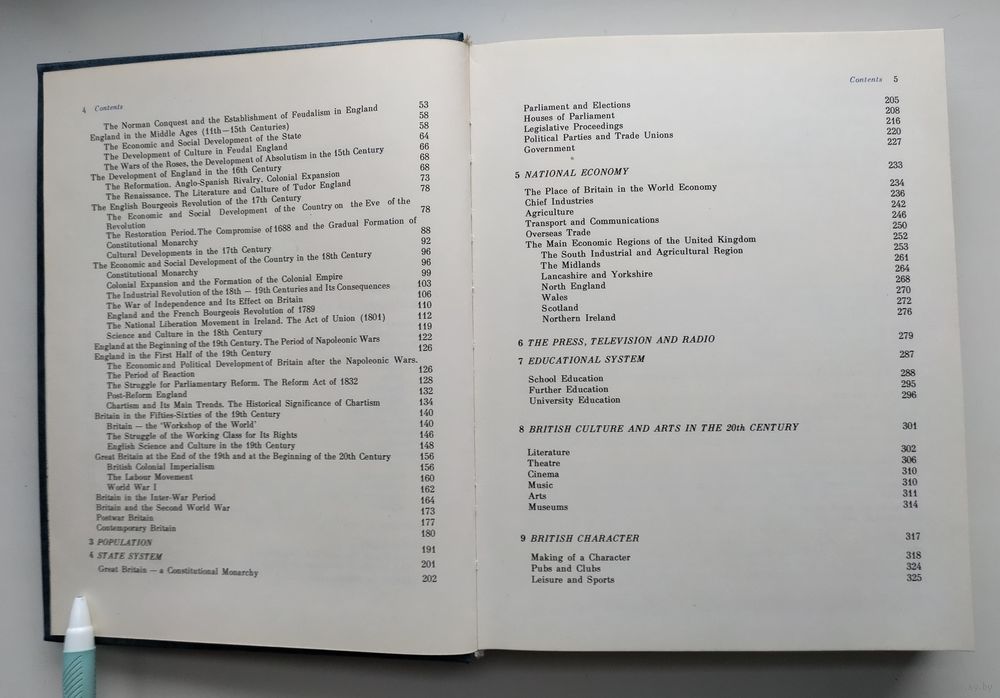 4 Contents
The Norman Conquest and the Establishment of Feudalism in England 53
England in the Middle Ages (11th—15th Centuries) 58
The Economic and Social Development of the State 58
The Development of Culture in Feudal England 64
The Wars of the Roses, the Development of Absolutism in the 15th Century 66
The Development of England in the 16th Century 68
The Reformation. Anglo-Spanish Rivalry. Colonial Expansion 68
The Renaissance. The Literature and Culture of Tudor England 73
The English Bourgeois Revolution of the 17th Century 78
The Economic and Social Development of the Country on the Eve of the
Revolution 78
The Restoration Period. The Compromise of 1688 and the Gradual Formation of
Constitutional Monarchy 88
Cultural Developments in the 17th Century 92
The Economic and Social Development of the Country in the 18th Century 96
Constitutional Monarchy 96
Colonial Expansion and the Formation of the Colonial Empire 99
The Industrial Revolution of the 18th — 19th Centuries and Its Consequences 103
The War of Independence and Its Effect on Britain 106
England and the French Bourgeois Revolution of 1789 110
The National Liberation Movement in Ireland. The Act of Union (1801) 112
Science and Culture in the 18th Century 119
England at the Beginning of the 19th Century. The Period of Napoleonic Wars 122
England in the First Half of the 19th Century 126
The Economic and Political Development of Britain after the Napoleonic Wars.
The Period of Reaction 126
The Struggle for Parliamentary Reform. The Reform Act of 1832 128
Post-Reform England 132
Chartism and Its Main Trends. The Historical Significance of Chartism 134
Britain in the Fifties-Sixties of the 19th Century 140
Britain — the ‘Workshop of the World’ 140
The Struggle of the Working Class for Its Rights 146
English Science and Culture in the 19th Century 148
Great Britain at the End of the 19th and at the Beginning of the 20th Century 156
British Colonial Imperialism 156
The Labour Movement 160
World War I 162
Britain in the Inter-War Period 164
Britain and the Second World War 173
Postwar Britain 177
Contemporary Britain 180
3 POPULATION 191
4 STATE SYSTEM 201
Great Britain — a Constitutional Monarchy 202
Contents 5
Parliament and Elections 205
Houses of Parliament 208
Legislative Proceedings 216
Political Parties and Trade Unions 220
Government 227
5 NATIONAL ECONOMY 233
The Place of Britain in the World Economy 234
Chief Industries 236
Agriculture 242
Transport and Communications 246
Overseas Trade 250
The Main Economic Regions of the United Kingdom 252
The South Industrial and Agricultural Region 253
The Midlands 261
Lancashire and Yorkshire 264
North England 268
Wales 270
Scotland 272
Northern Ireland 276
6 THE PRESS, TELEVISION AND RADIO 279
7 EDUCATIONAL SYSTEM 287
School Education 288
Further Education 295
University Education 296
8 BRITISH CULTURE AND ARTS IN THE 20th CENTURY 301
Literature 302
Theatre 306
Cinema 310
Music 310
Arts 311
Museums 314
9 BRITISH CHARACTER 317
Making of a Character 318
Pubs and Clubs 324
Leisure and Sports 325